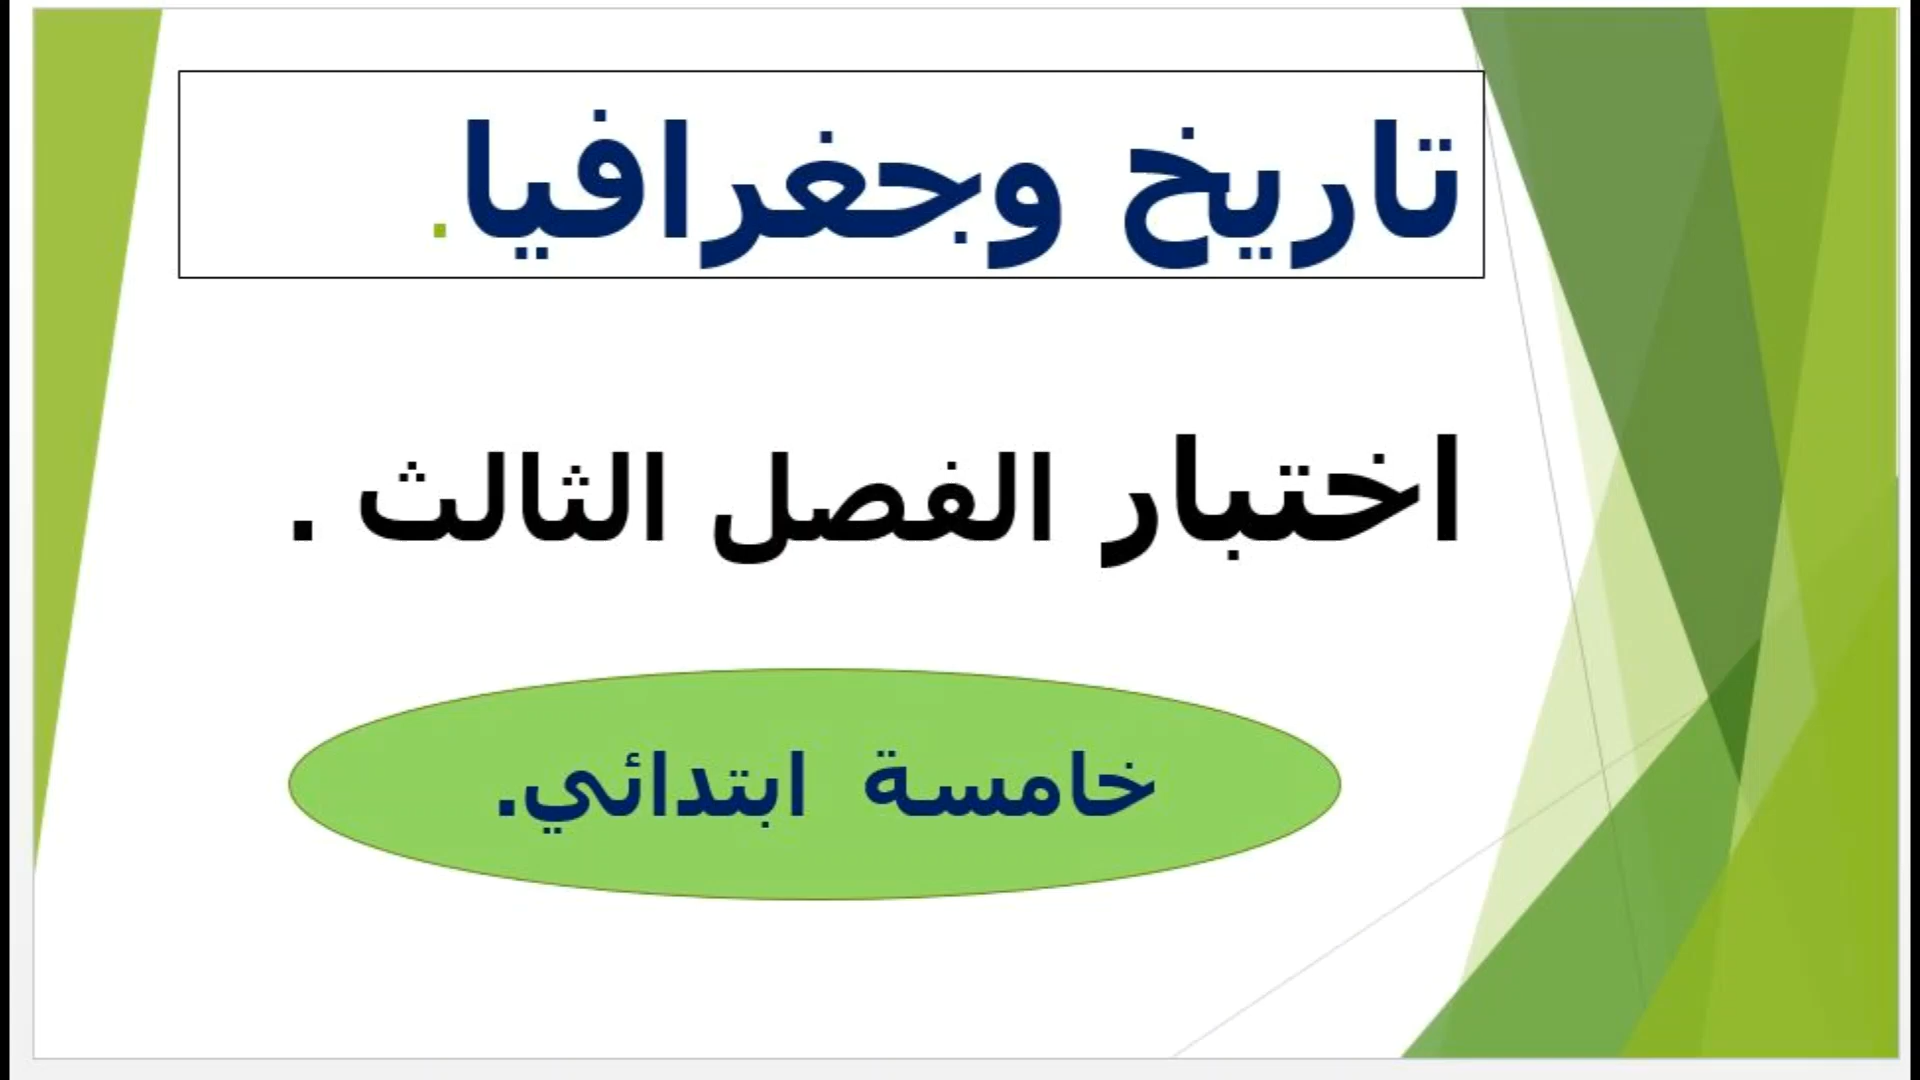 تاريخ وجغرافيا.
اختبار الفصل الثالث .
خامسة ابتدائي.